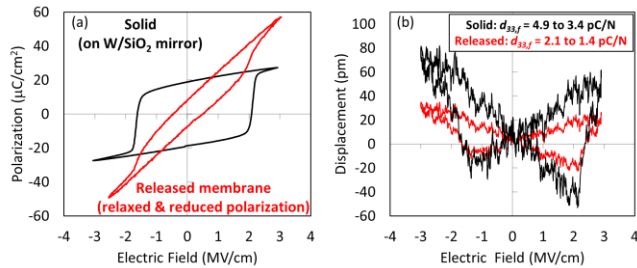 (a)
Solid
(on W/SiO2 mirror)
Released membrane
(relaxed & reduced polarization)
Polarization (µC/cm²)
60
40
20
0
-20
-40
-60
-4 -3 -2 -1 0 1 2 3 4
Electric Field (MV/cm)
(b)
Solid: d33,f = 4.9 to 3.4 pC/N
Released: d33,f = 2.1 to 1.4 pC/N
Displacement (pm)
100
80
60
40
20
0
-20
-40
-60
-4 -3 -2 -1 0 1 2 3 4
Electric Field (MV/cm)